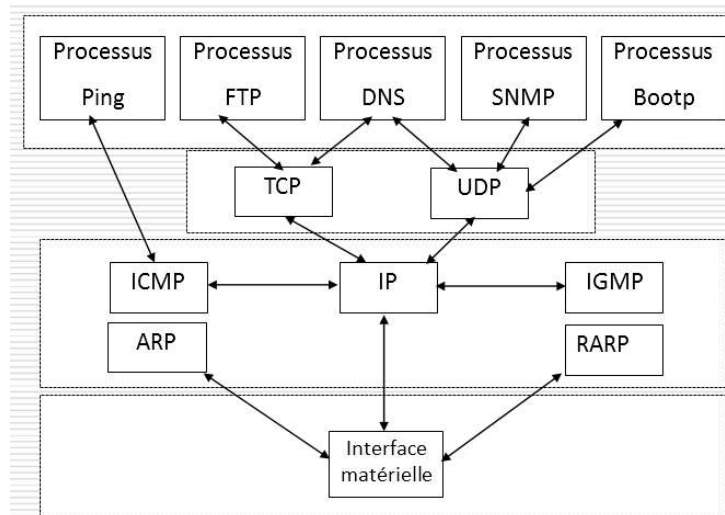 Processus Processus Processus Processus Processus
Ping FTP DNS SNMP Bootp
TCP UDP
ICMP IP IGMP
ARP RARP
Interface
matérielle